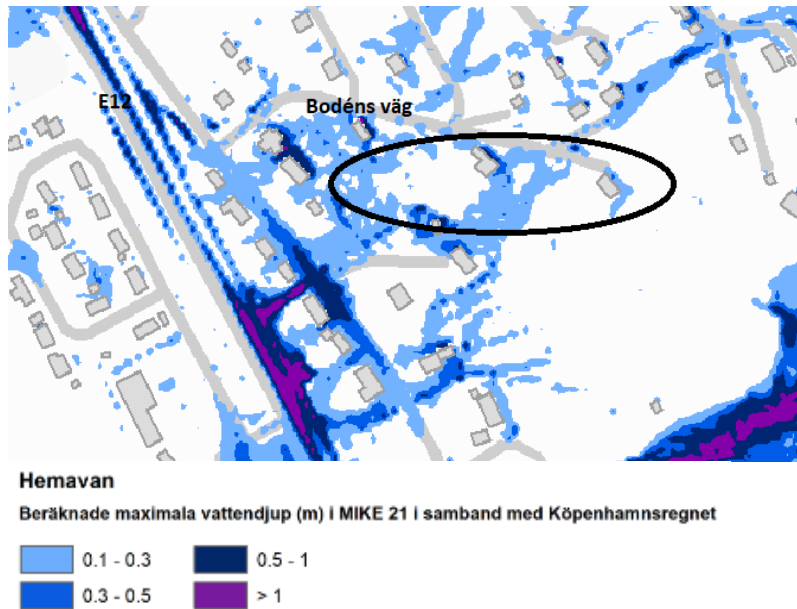 E12
Bodéns väg
Hemavan
Beräknade maximala vattendjup (m) i MIKE 21 i samband med Köpenhamnsregnet
0.1 - 0.3
0.5 - 1
0.3 - 0.5
> 1